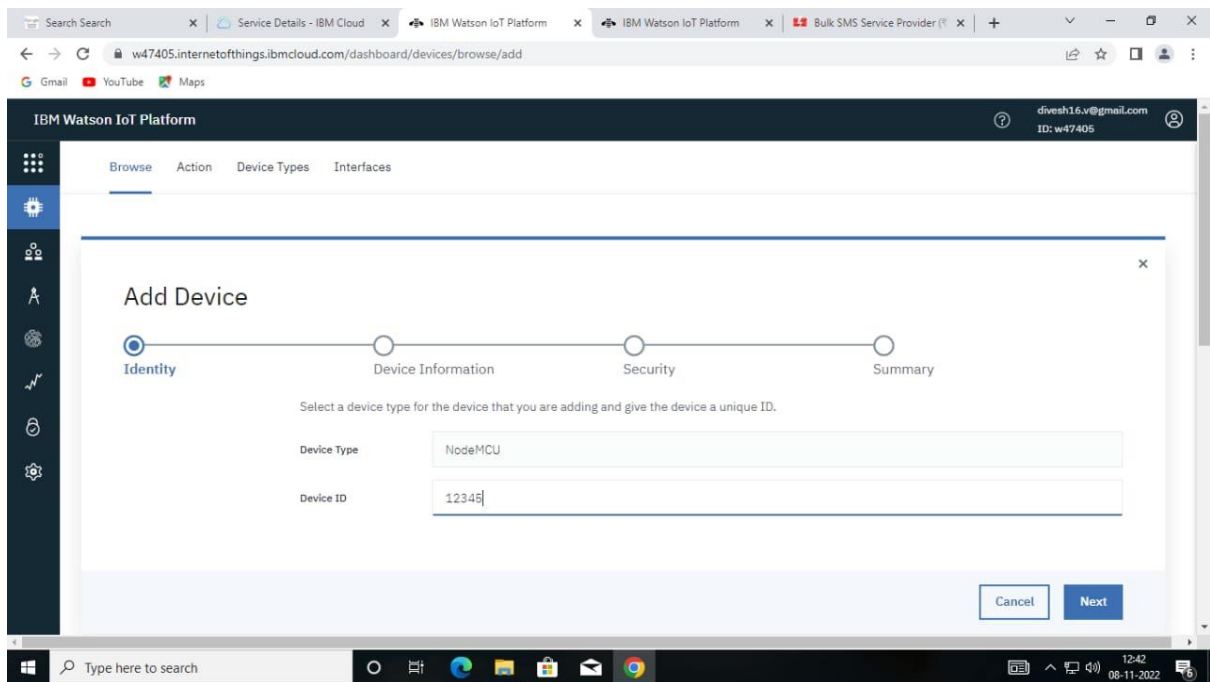 Search Search
Service Details - IBM Cloud
IBM Watson IoT Platform
IBM Watson IoT Platform
Bulk SMS Service Provider (₹
w47405.internetofthings.ibmcloud.com/dashboard/devices/browse/add
Gmail YouTube Maps
IBM Watson IoT Platform
divesh16.v@gmail.com
ID: w47405
Browse Action Device Types Interfaces
Add Device
Identity Device Information Security Summary
Select a device type for the device that you are adding and give the device a unique ID.
Device Type NodeMCU
Device ID 12345
Cancel Next
Type here to search
12:42
08-11-2022
6